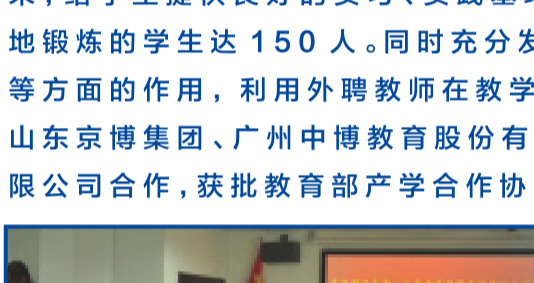 地锻炼的学生达 150 人。同时充分发
等方面的作用，利用外聘教师在教学
山东京博集团、广州中博教育股份有
限公司合作，获批教育部产学合作协